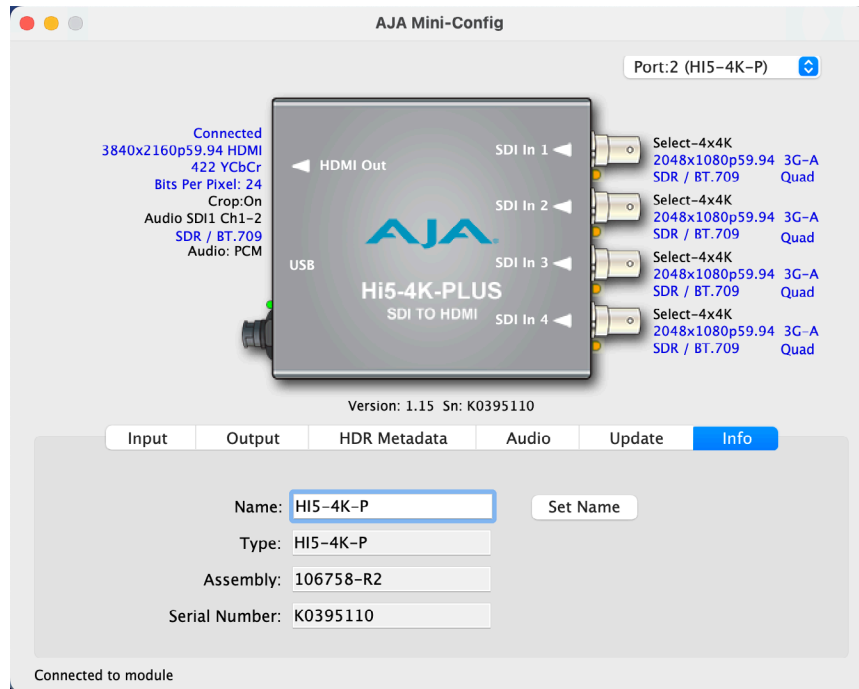 AJA Mini-Config
Port:2 (HI5-4K-P)
Connected
3840x2160p59.94 HDMI
422 YCbCr
Bits Per Pixel: 24
Crop:On
Audio SDI1 Ch1-2
SDR / BT.709
Audio: PCM
HDMI Out
USB
SDI In 1
SDI In 2
SDI In 3
SDI In 4
AJA
Hi5-4K-PLUS
SDI TO HDMI
Select-4x4K
2048x1080p59.94 3G-A
SDR / BT.709 Quad
Select-4x4K
2048x1080p59.94 3G-A
SDR / BT.709 Quad
Select-4x4K
2048x1080p59.94 3G-A
SDR / BT.709 Quad
Select-4x4K
2048x1080p59.94 3G-A
SDR / BT.709 Quad
Version: 1.15 Sn: K0395110
Input Output HDR Metadata Audio Update Info
Name: HI5-4K-P Set Name
Type: HI5-4K-P
Assembly: 106758-R2
Serial Number: K0395110
Connected to module